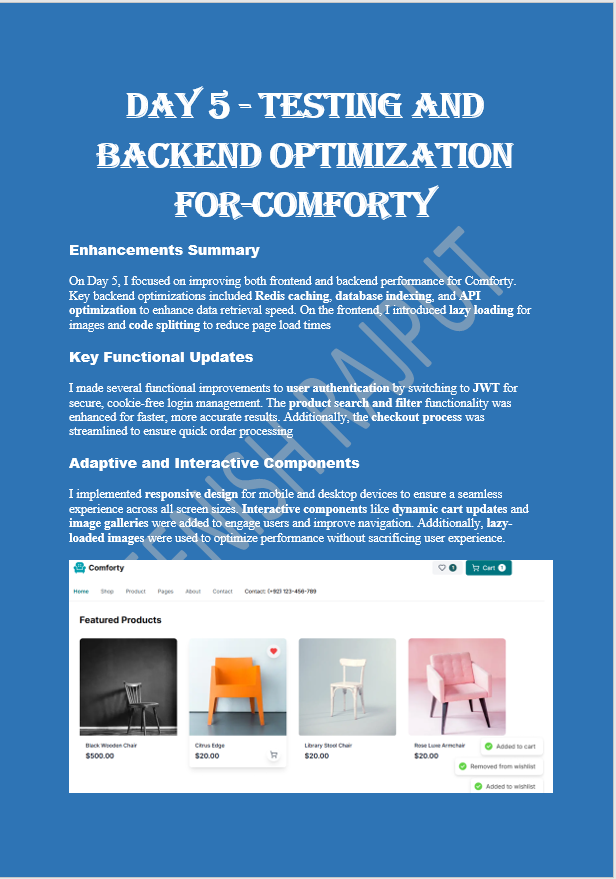 DAY 5 - TESTING AND
BACKEND OPTIMIZATION
FOR-COMFORTY
Enhancements Summary
On Day 5, I focused on improving both frontend and backend performance for Comforty.
Key backend optimizations included Redis caching, database indexing, and API
optimization to enhance data retrieval speed. On the frontend, I introduced lazy loading for
images and code splitting to reduce page load times
Key Functional Updates
I made several functional improvements to user authentication by switching to JWT for
secure, cookie-free login management. The product search and filter functionality was
enhanced for faster, more accurate results. Additionally, the checkout process was
streamlined to ensure quick order processing
Adaptive and Interactive Components
I implemented responsive design for mobile and desktop devices to ensure a seamless
experience across all screen sizes. Interactive components like dynamic cart updates and
image galleries were added to engage users and improve navigation. Additionally, lazy-
loaded images were used to optimize performance without sacrificing user experience.
Comforty
1 Cart 1
Home Shop Product Pages About Contact Contact: (+92) 123-456-789
Featured Products
Black Wooden Chair Citrus Edge Library Stool Chair Rose Luxe Armchair
$500.00 $20.00 $20.00 $20.00
Added to cart
Removed from wishlist
Added to wishlist
RAJPUT